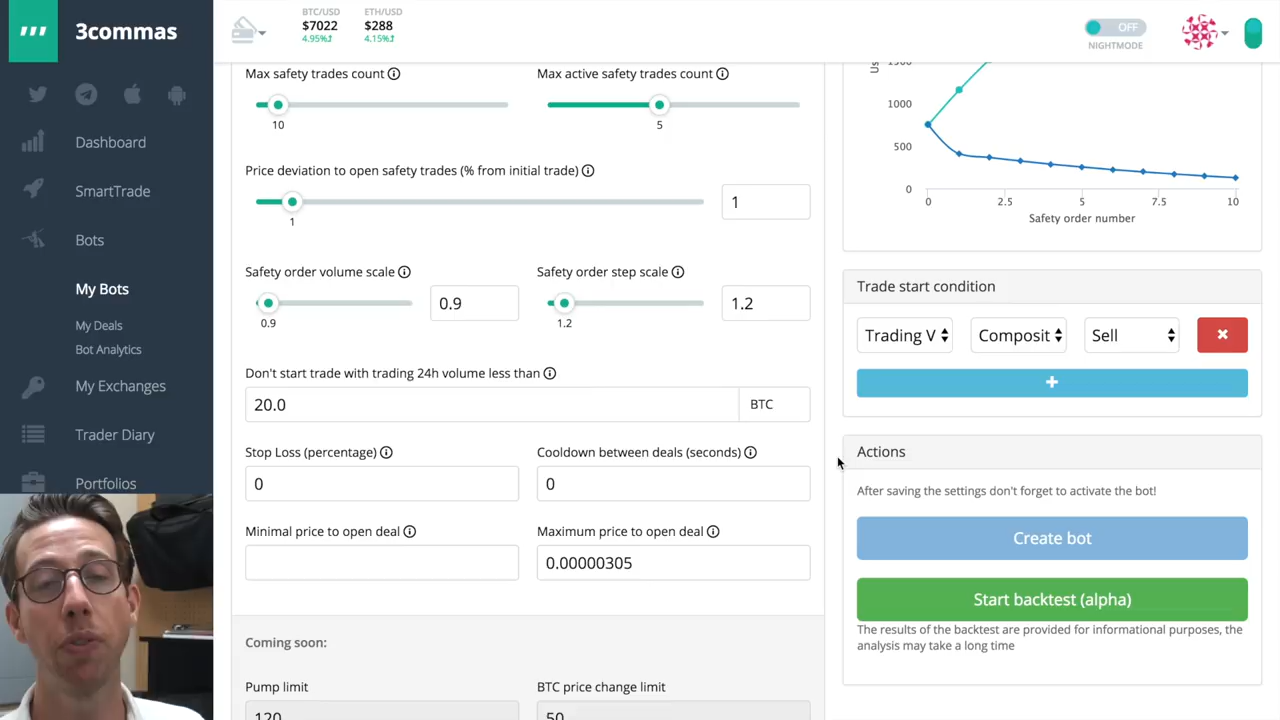 3commas
BTC/USD
$7022
4.95%
ETH/USD
$288
4.15%
OFF
NIGHTMODE
Dashboard
SmartTrade
Bots
My Bots
My Deals
Bot Analytics
My Exchanges
Trader Diary
Portfolios
Max safety trades count
10
Max active safety trades count
5
Price deviation to open safety trades (% from initial trade)
1
1
Safety order volume scale
0.9
0.9
Safety order step scale
1.2
1.2
Don't start trade with trading 24h volume less than
20.0
BTC
Stop Loss (percentage)
0
Cooldown between deals (seconds)
0
Minimal price to open deal
Maximum price to open deal
0.00000305
Coming soon:
Pump limit
120
BTC price change limit
50
1500
1000
500
0
0
2.5
5
7.5
10
Safety order number
Trade start condition
Trading V
Composit
Sell
Actions
After saving the settings don't forget to activate the bot!
Create bot
Start backtest (alpha)
The results of the backtest are provided for informational purposes, the
analysis may take a long time